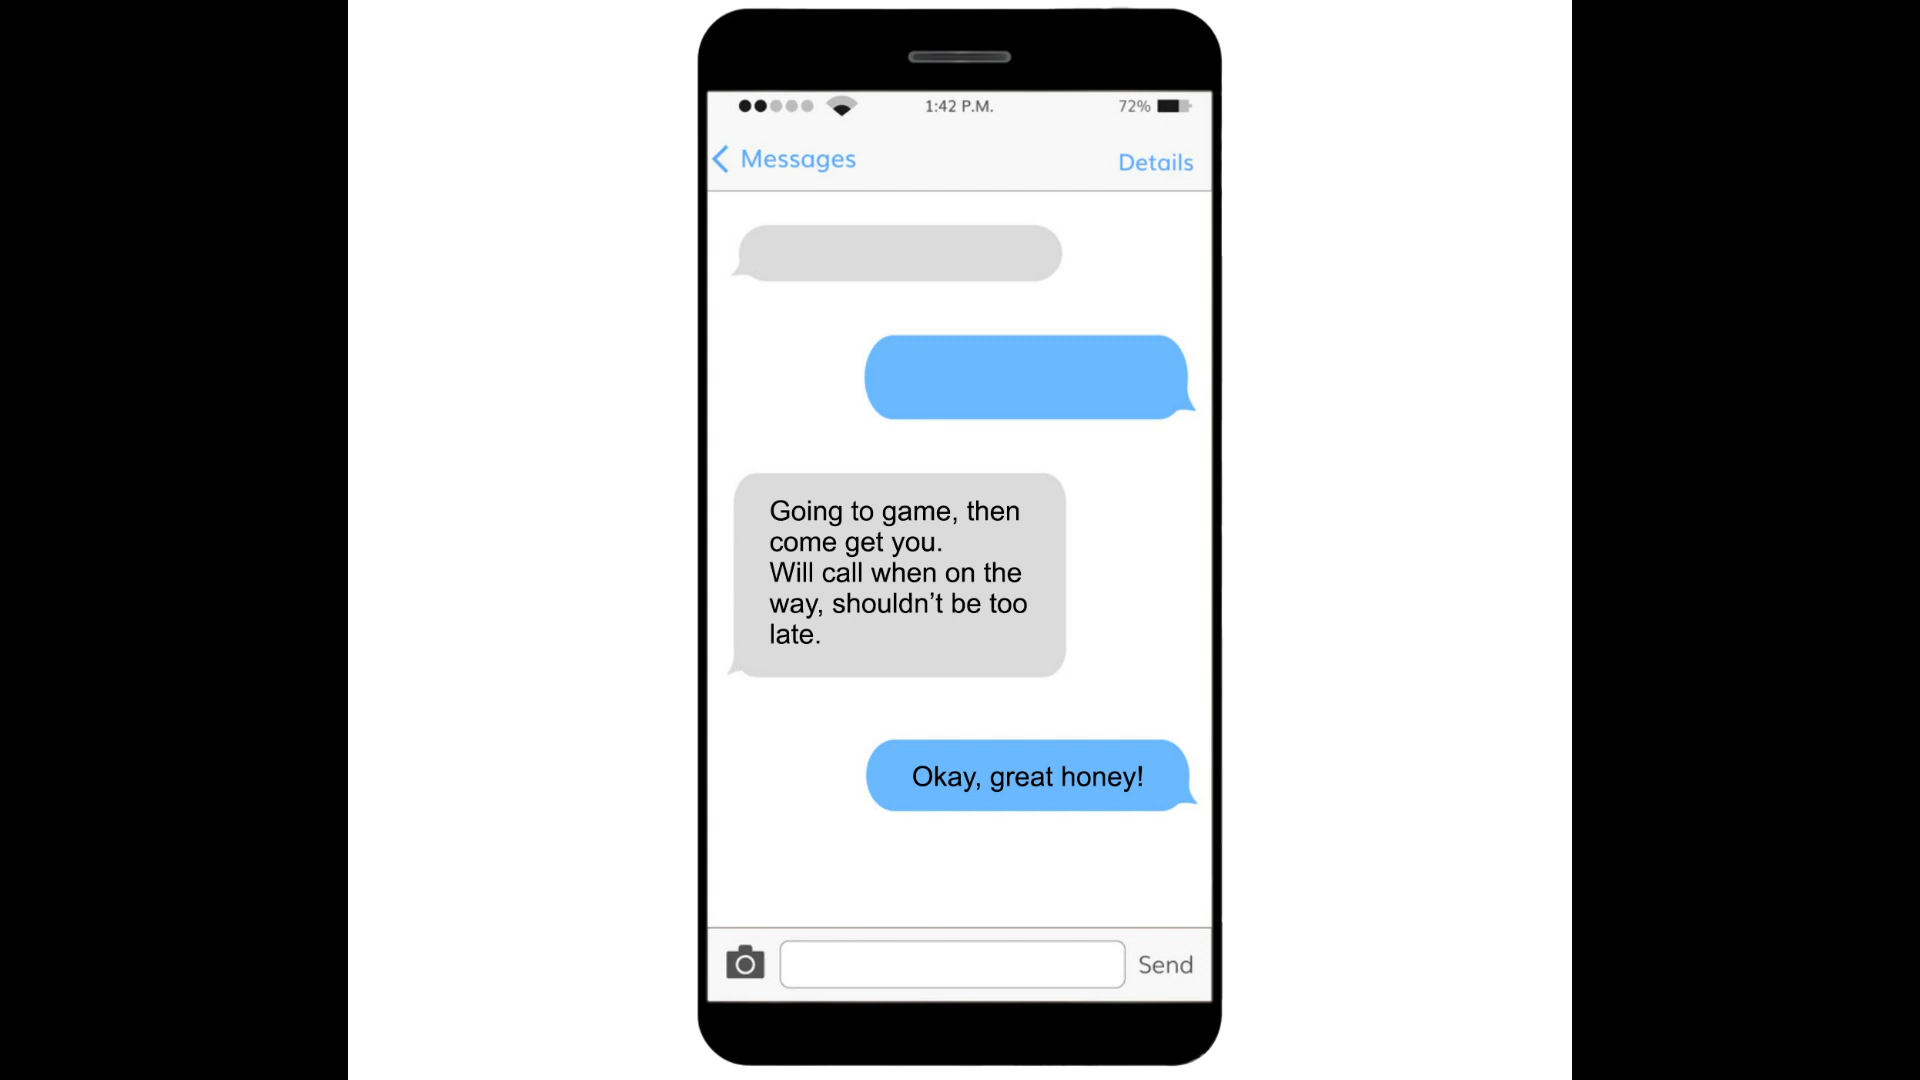 1:42 P.M.
72%
Messages
Details
Going to game, then
come get you.
Will call when on the
way, shouldn’t be too
late.
Okay, great honey!
Send